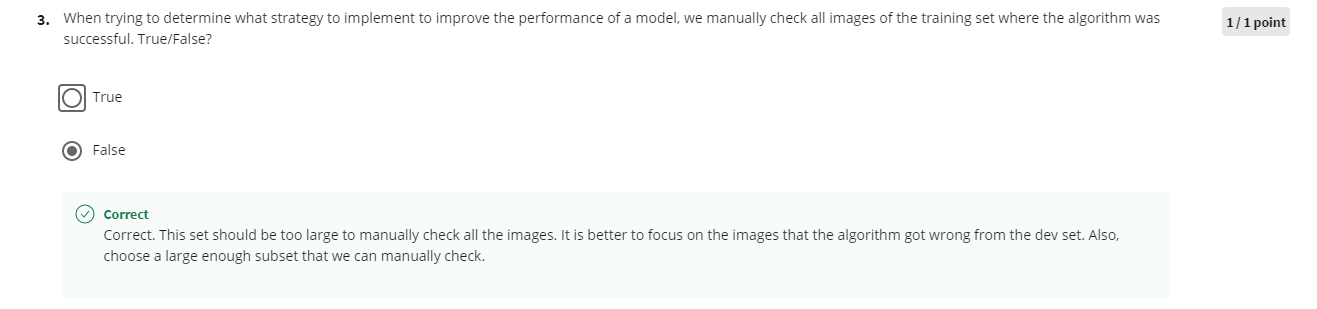 3. When trying to determine what strategy to implement to improve the performance of a model, we manually check all images of the training set where the algorithm was
successful. True/False?
1 / 1 point
True
False
Correct
Correct. This set should be too large to manually check all the images. It is better to focus on the images that the algorithm got wrong from the dev set. Also,
choose a large enough subset that we can manually check.